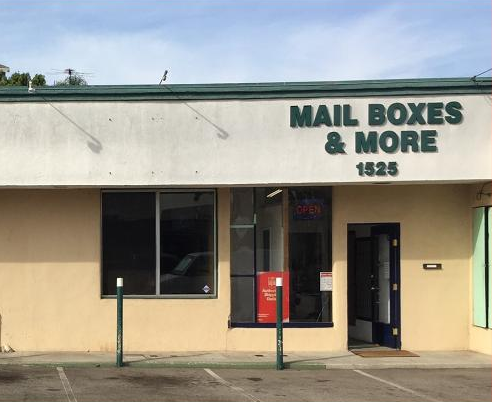 MAIL BOXES
& MORE
1525
OPEN